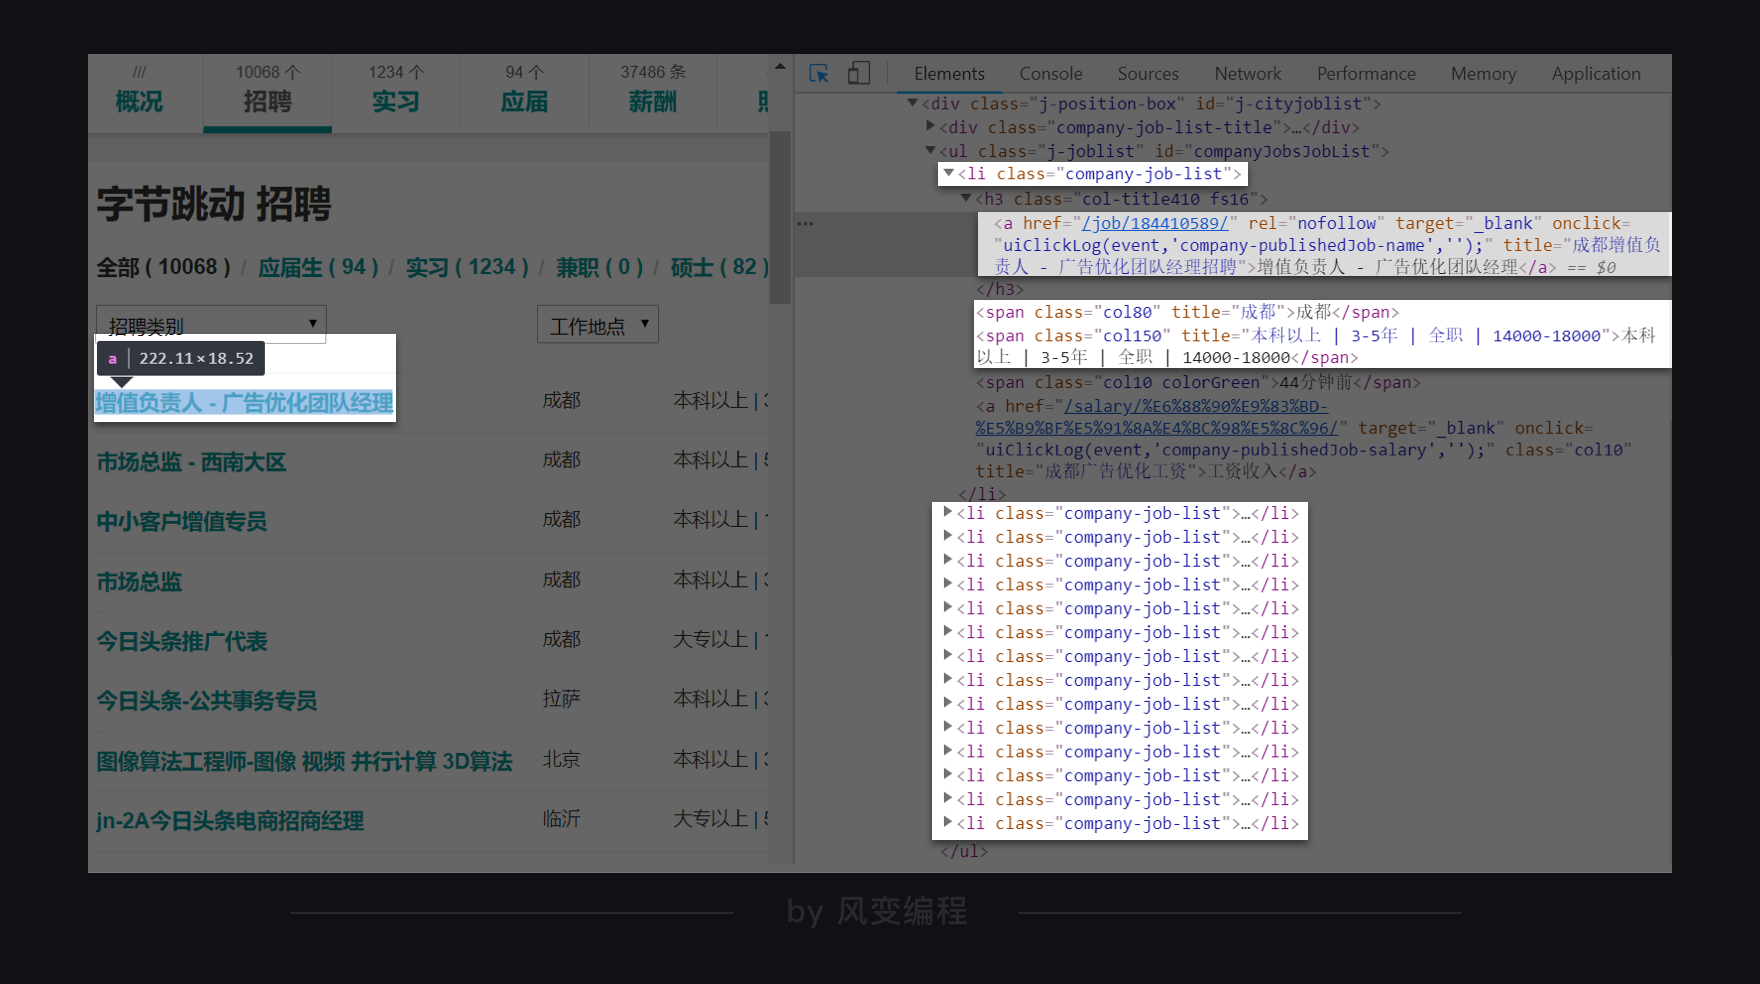 ///
10068 个
1234 个
94 个
37486 条
概况
招聘
实习
应届
薪酬
字节跳动 招聘
全部 ( 10068 ) / 应届生 ( 94 ) / 实习 ( 1234 ) / 兼职 ( 0 ) / 硕士 ( 82 )
招聘类别 ▼
工作地点 ▼
a | 222.11×18.52
增值负责人 - 广告优化团队经理 成都 本科以上 | 3
市场总监 - 西南大区 成都 本科以上 | 5
中小客户增值专员 成都 本科以上 | 1
市场总监 成都 本科以上 | 3
今日头条推广代表 成都 大专以上 | 1
今日头条-公共事务专员 拉萨 本科以上 | 3
图像算法工程师-图像 视频 并行计算 3D算法 北京 本科以上 | 3
jn-2A今日头条电商招商经理 临沂 大专以上 | 5
Elements Console Sources Network Performance Memory Application
▼<div class="j-position-box" id="j-cityjoblist">
▶<div class="company-job-list-title">…</div>
▼<ul class="j-joblist" id="companyJobsJobList">
▼<li class="company-job-list">
▼<h3 class="col-title410 fs16">
<a href="/job/184410589/" rel="nofollow" target="_blank" onclick=
"uiClickLog(event,'company-publishedJob-name','');" title="成都增值负
责人 - 广告优化团队经理招聘">增值负责人 - 广告优化团队经理</a> == $0
</h3>
<span class="col80" title="成都">成都</span>
<span class="col150" title="本科以上 | 3-5年 | 全职 | 14000-18000">本科
以上 | 3-5年 | 全职 | 14000-18000</span>
<span class="col10 colorGreen">44分钟前</span>
<a href="/salary/%E6%88%90%E9%83%BD-
%E5%B9%BF%E5%91%8A%E4%BC%98%E5%8C%96/" target="_blank" onclick=
"uiClickLog(event,'company-publishedJob-salary','');" class="col10"
title="成都广告优化工资">工资收入</a>
</li>
▶<li class="company-job-list">…</li>
▶<li class="company-job-list">…</li>
▶<li class="company-job-list">…</li>
▶<li class="company-job-list">…</li>
▶<li class="company-job-list">…</li>
▶<li class="company-job-list">…</li>
▶<li class="company-job-list">…</li>
▶<li class="company-job-list">…</li>
▶<li class="company-job-list">…</li>
▶<li class="company-job-list">…</li>
▶<li class="company-job-list">…</li>
▶<li class="company-job-list">…</li>
▶<li class="company-job-list">…</li>
▶<li class="company-job-list">…</li>
</ul>
by 风变编程